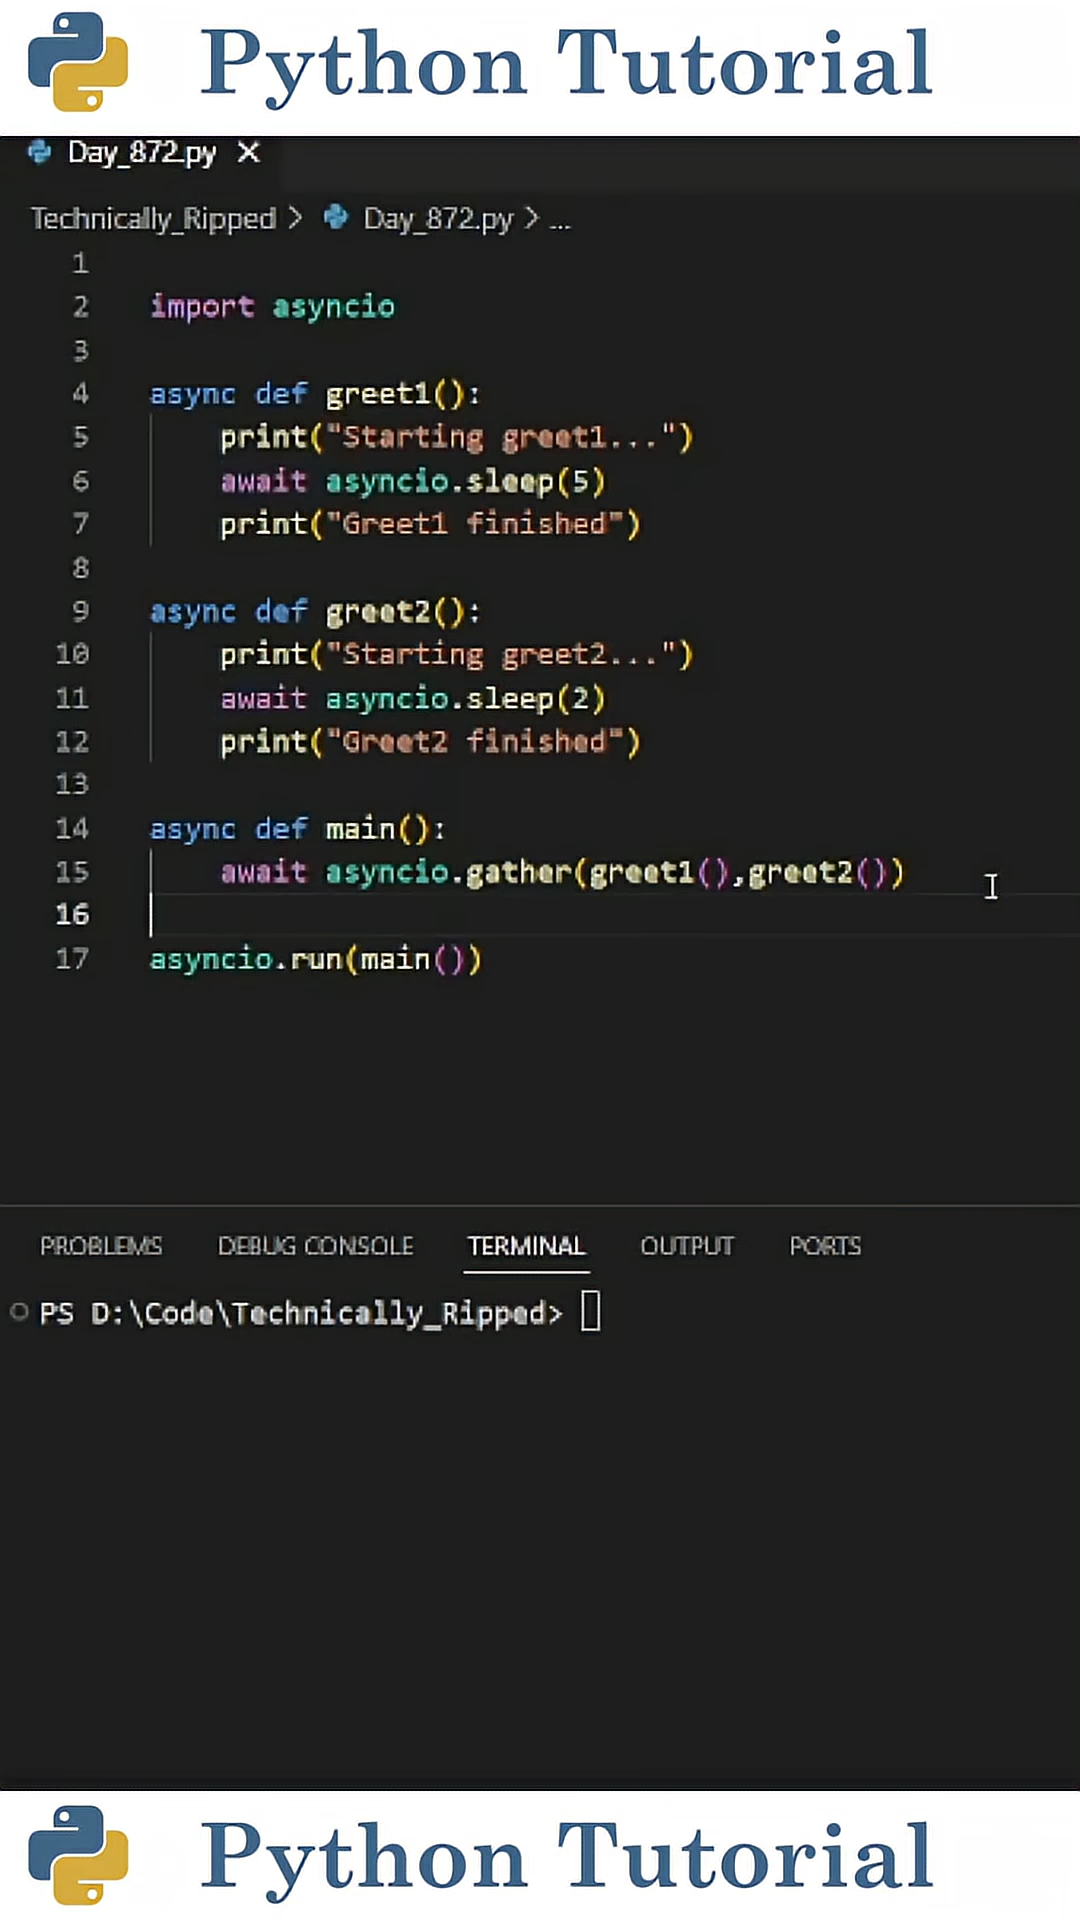 Python Tutorial
Day_872.py ×
Technically_Ripped > Day_872.py > ...
1
2 import asyncio
3
4 async def greet1():
5     print("Starting greet1...")
6     await asyncio.sleep(5)
7     print("Greet1 finished")
8
9 async def greet2():
10     print("Starting greet2...")
11     await asyncio.sleep(2)
12     print("Greet2 finished")
13
14 async def main():
15     await asyncio.gather(greet1(),greet2())
16
17 asyncio.run(main())
PROBLEMS DEBUG CONSOLE TERMINAL OUTPUT PORTS
PS D:\Code\Technically_Ripped>
Python Tutorial